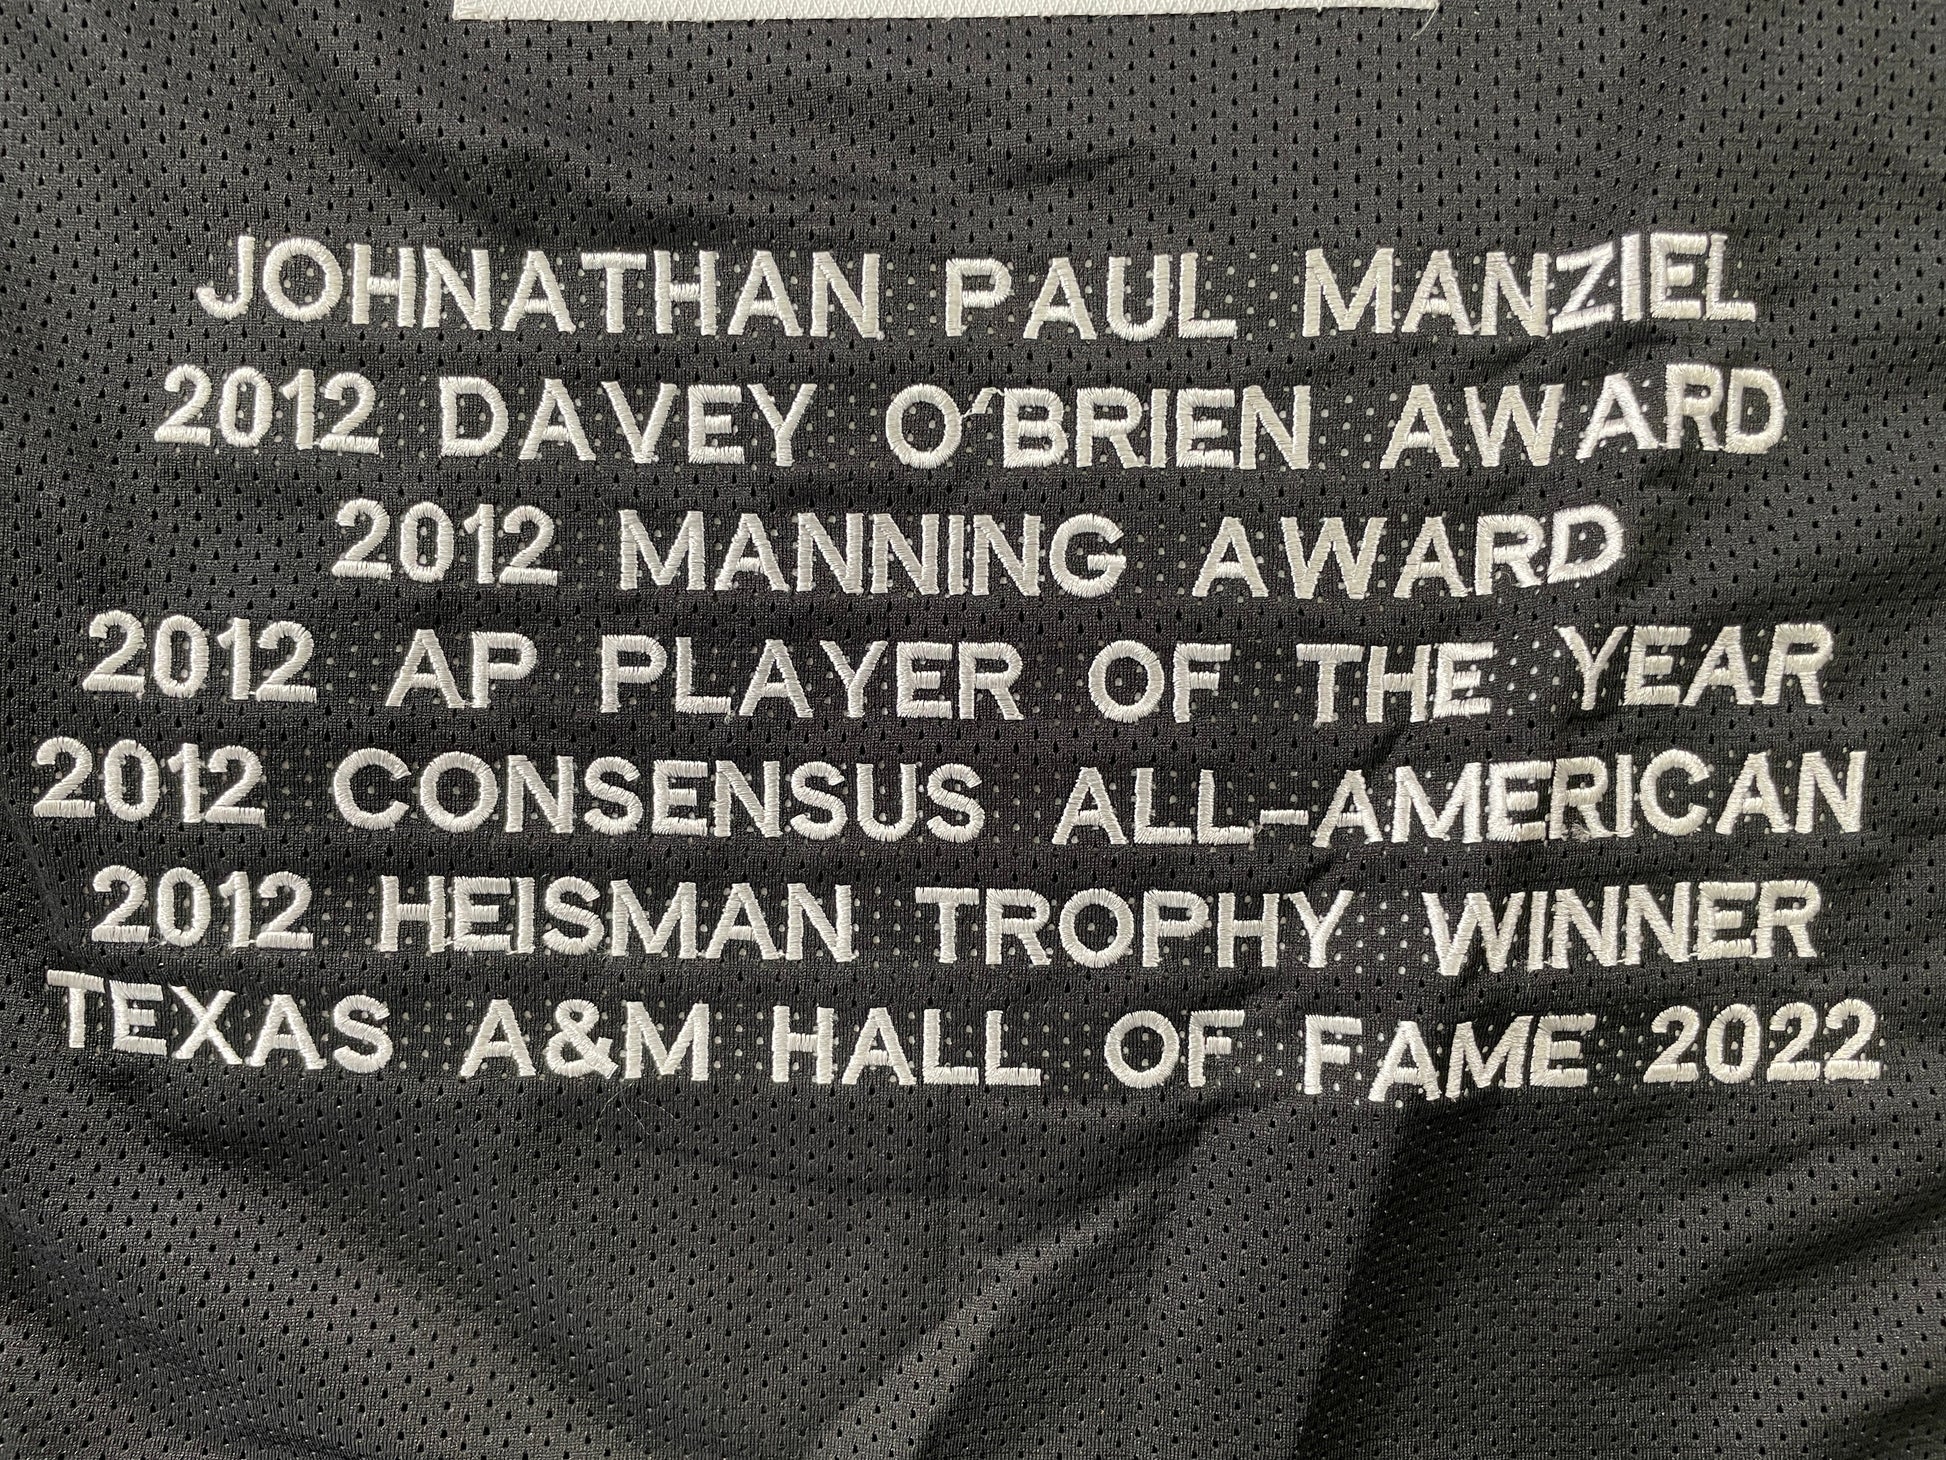 JOHNATHAN PAUL MANZIEL
2012 DAVEY O'BRIEN AWARD
2012 MANNING AWARD
2012 AP PLAYER OF THE YEAR
2012 CONSENSUS ALL-AMERICAN
2012 HEISMAN TROPHY WINNER
TEXAS A&M HALL OF FAME 2022